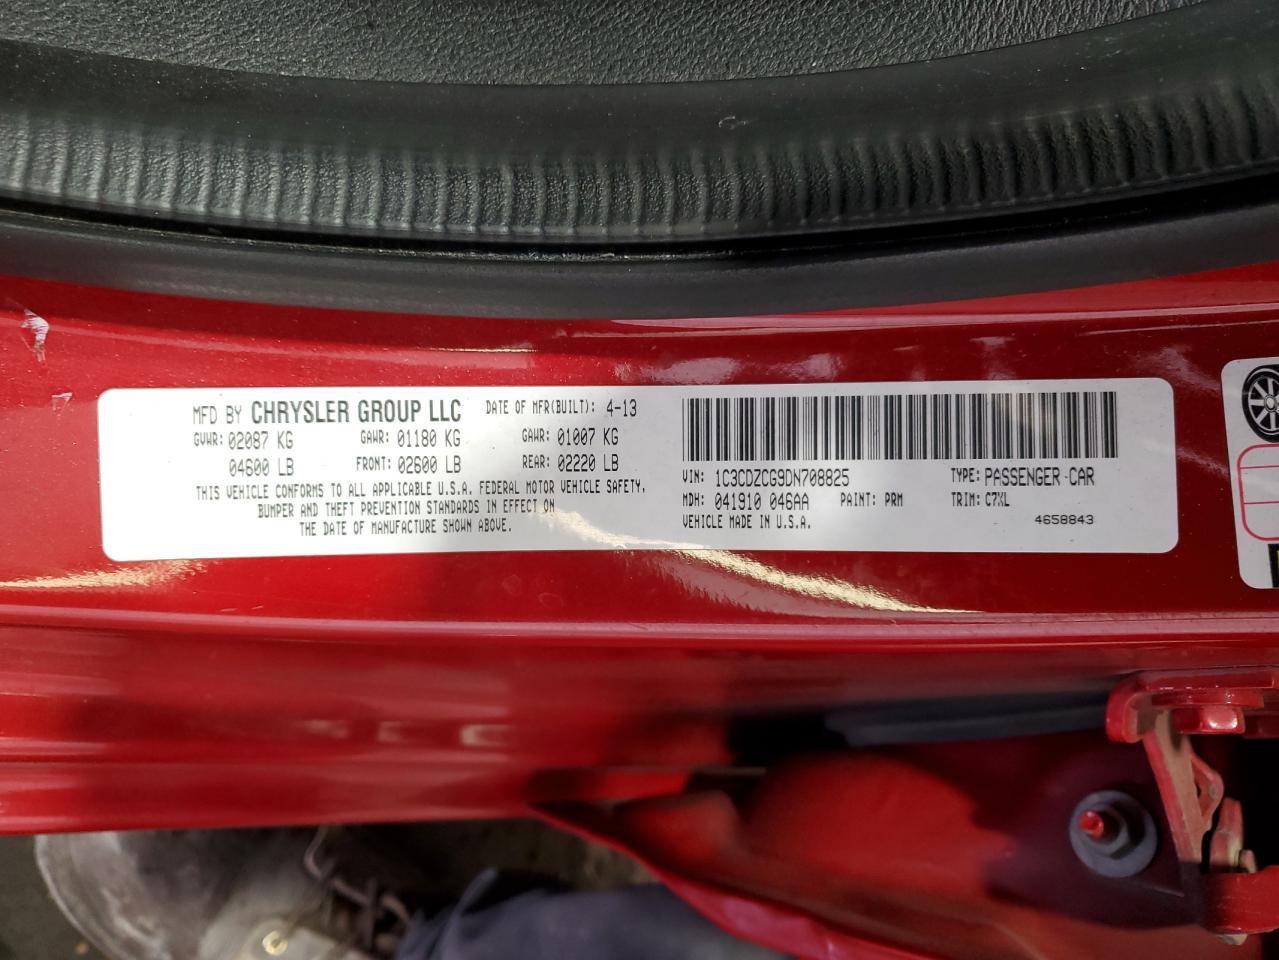 MFD BY CHRYSLER GROUP LLC DATE OF MFR(BUILT): 4-13
GVWR: 02087 KG GAWR: 01180 KG GAWR: 01007 KG
04600 LB FRONT: 02600 LB REAR: 02220 LB
THIS VEHICLE CONFORMS TO ALL APPLICABLE U.S.A. FEDERAL MOTOR VEHICLE SAFETY,
BUMPER AND THEFT PREVENTION STANDARDS IN EFFECT ON
THE DATE OF MANUFACTURE SHOWN ABOVE.
VIN: 1C3CDZCG9DN708825 TYPE: PASSENGER CAR
MDH: 041910 046AA PAINT: PRM TRIM: C7XL
VEHICLE MADE IN U.S.A. 4658843